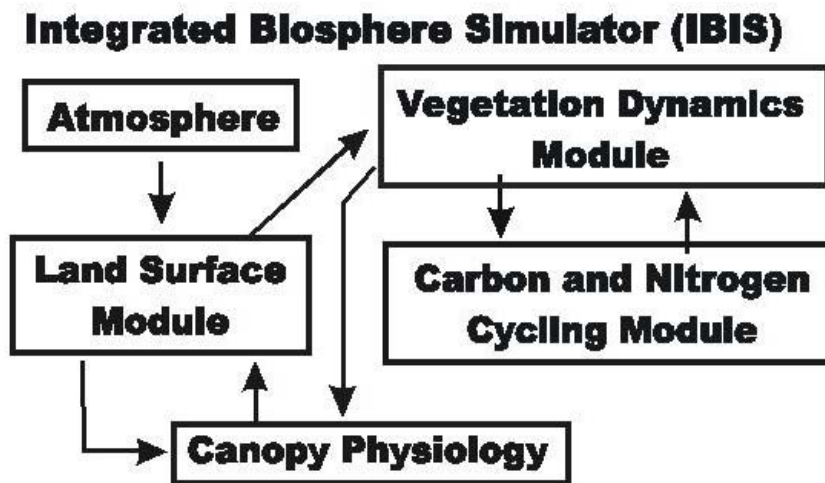 Integrated Biosphere Simulator (IBIS)
Atmosphere
Vegetation Dynamics
Module
Land Surface
Module
Carbon and Nitrogen
Cycling Module
Canopy Physiology